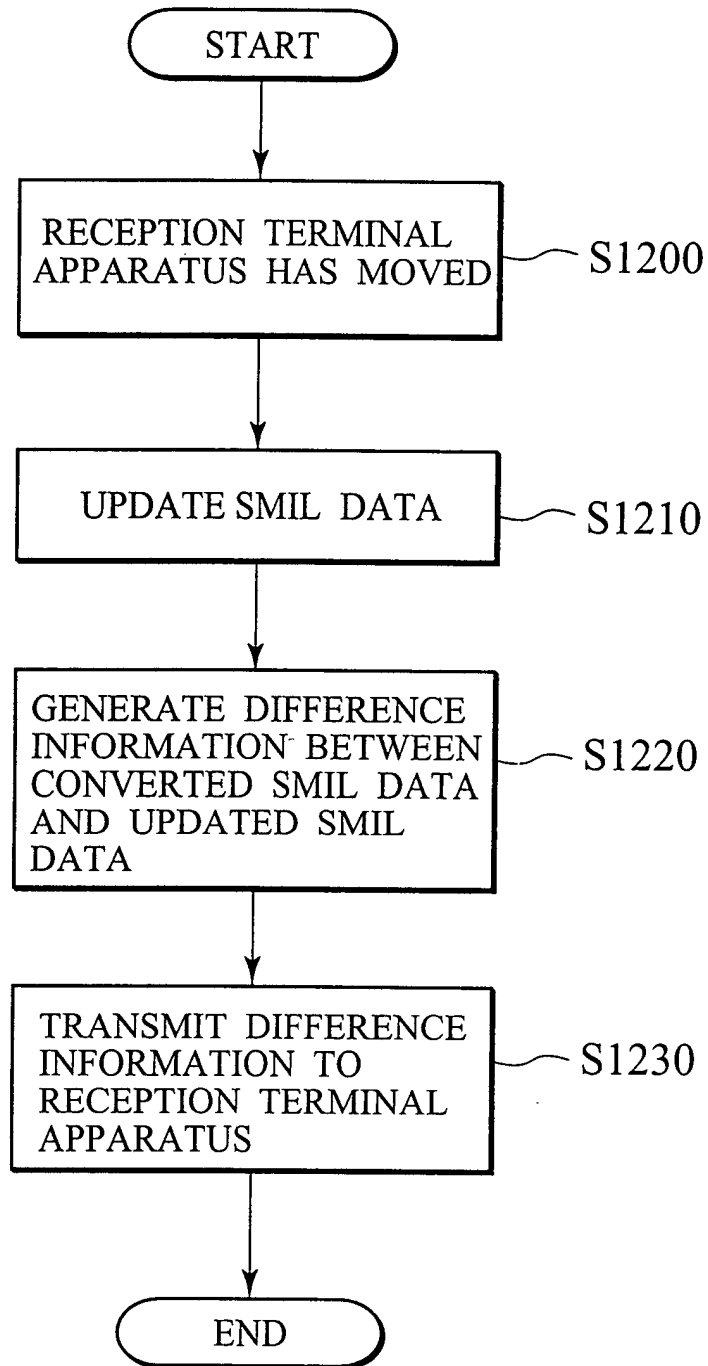 START
RECEPTION TERMINAL
APPARATUS HAS MOVED
S1200
UPDATE SMIL DATA
S1210
GENERATE DIFFERENCE
INFORMATION BETWEEN
CONVERTED SMIL DATA
AND UPDATED SMIL
DATA
S1220
TRANSMIT DIFFERENCE
INFORMATION TO
RECEPTION TERMINAL
APPARATUS
S1230
END